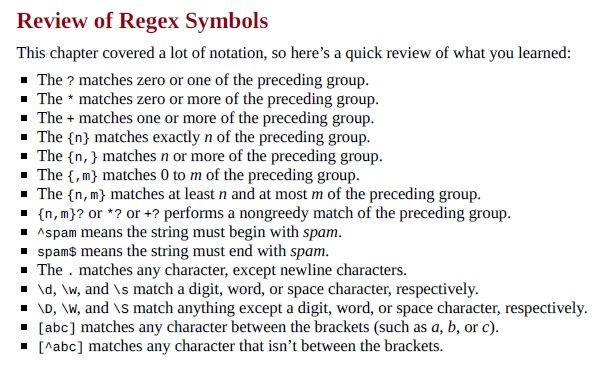 Review of Regex Symbols
This chapter covered a lot of notation, so here’s a quick review of what you learned:
▪ The ? matches zero or one of the preceding group.
▪ The * matches zero or more of the preceding group.
▪ The + matches one or more of the preceding group.
▪ The {n} matches exactly n of the preceding group.
▪ The {n,} matches n or more of the preceding group.
▪ The {,m} matches 0 to m of the preceding group.
▪ The {n,m} matches at least n and at most m of the preceding group.
▪ {n,m}? or *? or +? performs a nongreedy match of the preceding group.
▪ ^spam means the string must begin with spam.
▪ spam$ means the string must end with spam.
▪ The . matches any character, except newline characters.
▪ \d, \w, and \s match a digit, word, or space character, respectively.
▪ \D, \W, and \S match anything except a digit, word, or space character, respectively.
▪ [abc] matches any character between the brackets (such as a, b, or c).
▪ [^abc] matches any character that isn’t between the brackets.